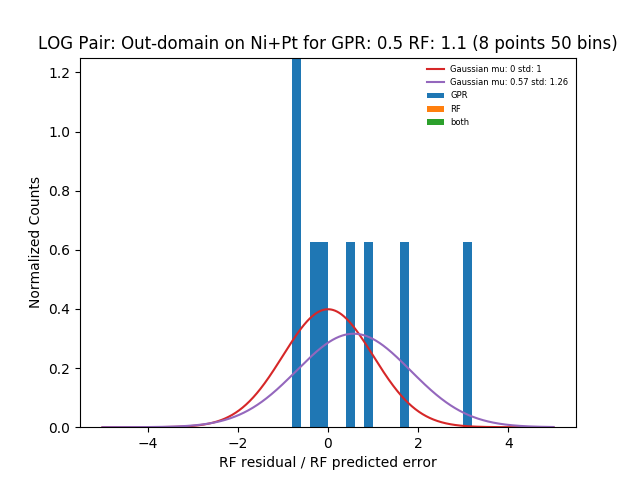 LOG Pair: Out-domain on Ni+Pt for GPR: 0.5 RF: 1.1 (8 points 50 bins)
Gaussian mu: 0 std: 1
Gaussian mu: 0.57 std: 1.26
GPR
RF
both
Normalized Counts
1.2
1.0
0.8
0.6
0.4
0.2
0.0
−4
−2
0
2
4
RF residual / RF predicted error